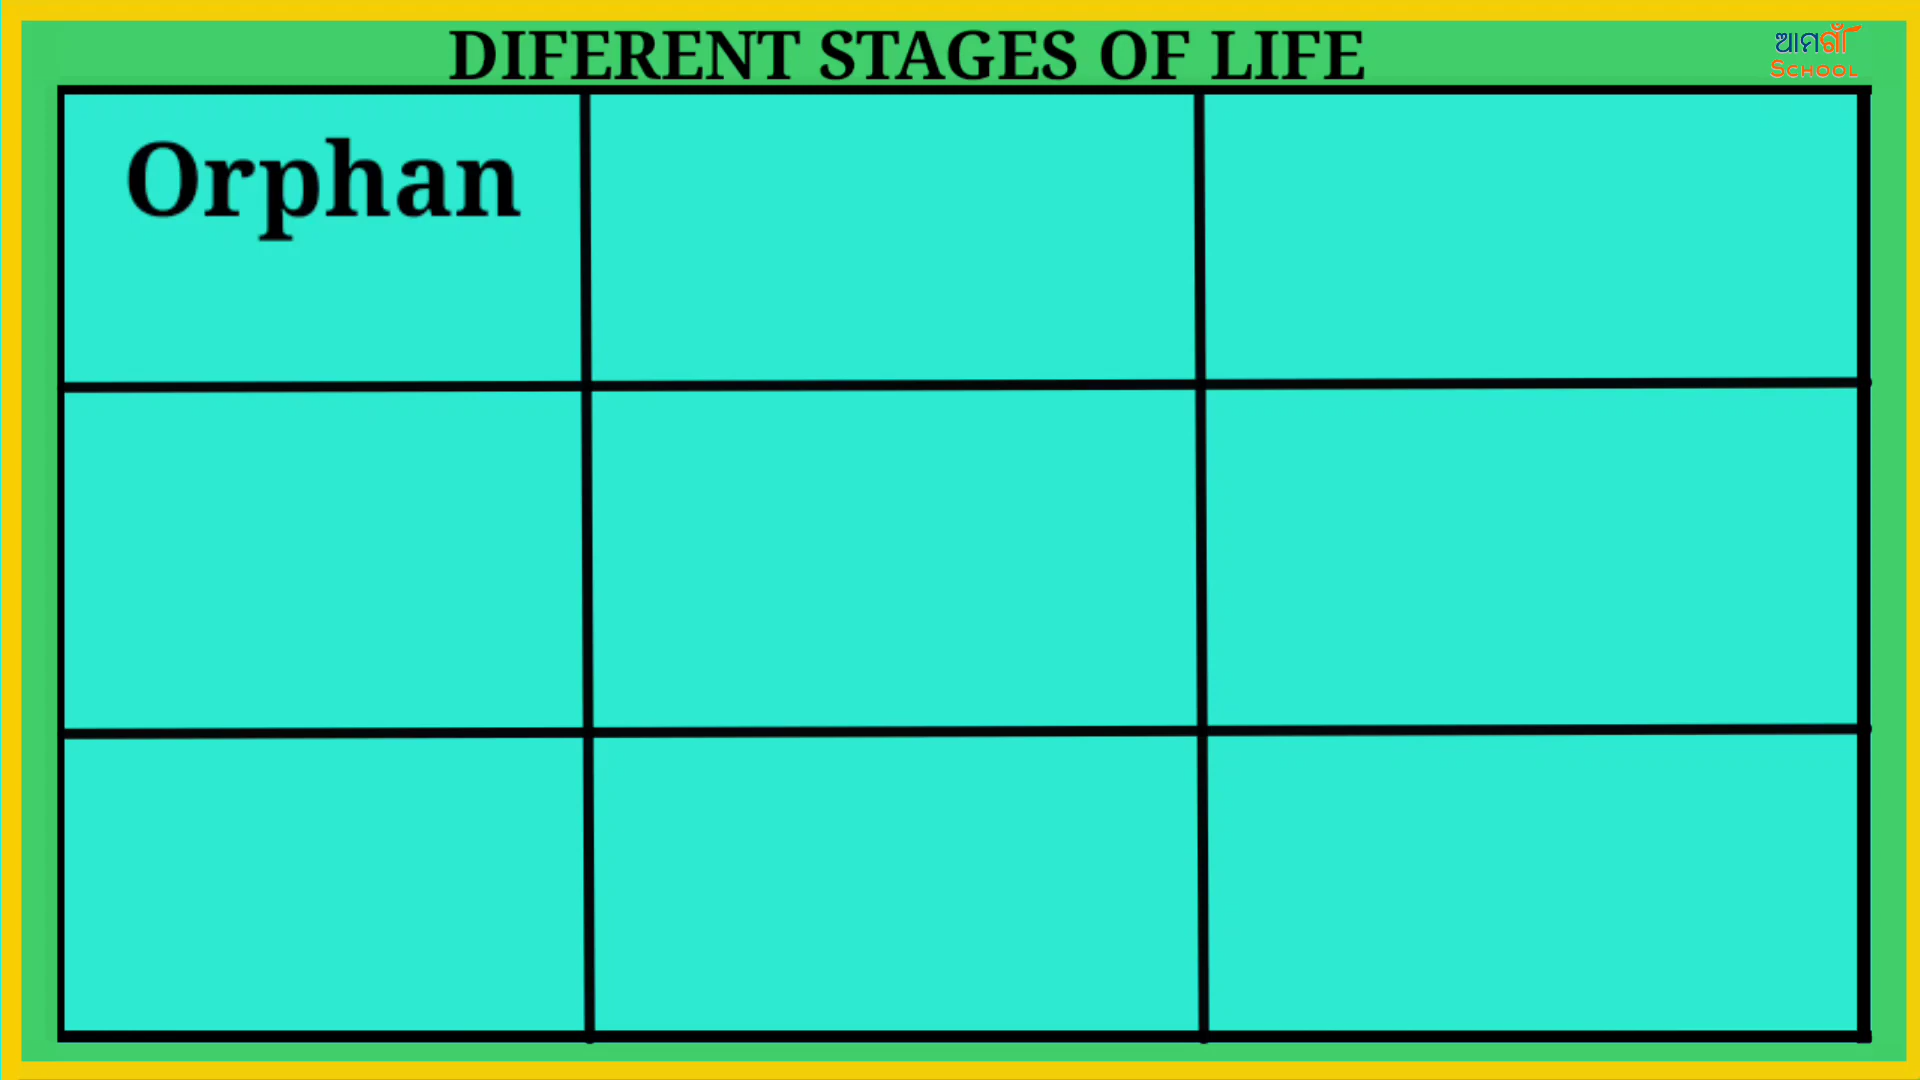 DIFERENT STAGES OF LIFE
ଆମଗାଁ
SCHOOL
Orphan